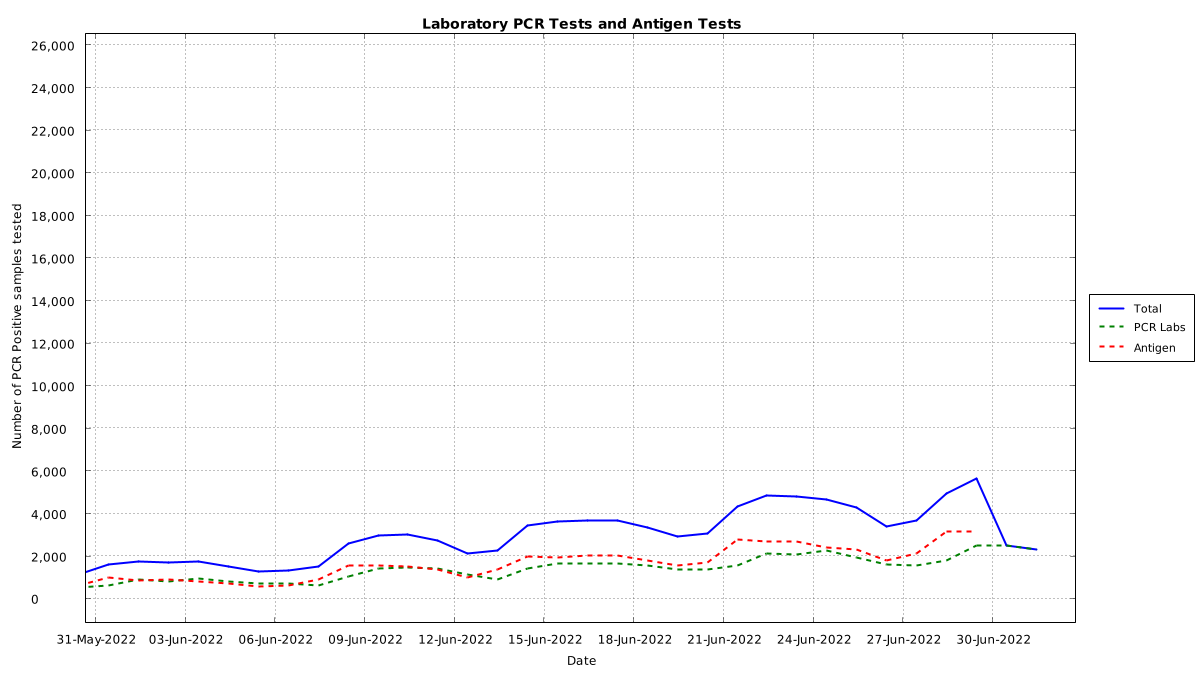 Laboratory PCR Tests and Antigen Tests
26,000
24,000
22,000
20,000
18,000
16,000
14,000
12,000
10,000
8,000
6,000
4,000
2,000
0
Number of PCR Positive samples tested
31-May-2022 03-Jun-2022 06-Jun-2022 09-Jun-2022 12-Jun-2022 15-Jun-2022 18-Jun-2022 21-Jun-2022 24-Jun-2022 27-Jun-2022 30-Jun-2022
Date
Total
PCR Labs
Antigen